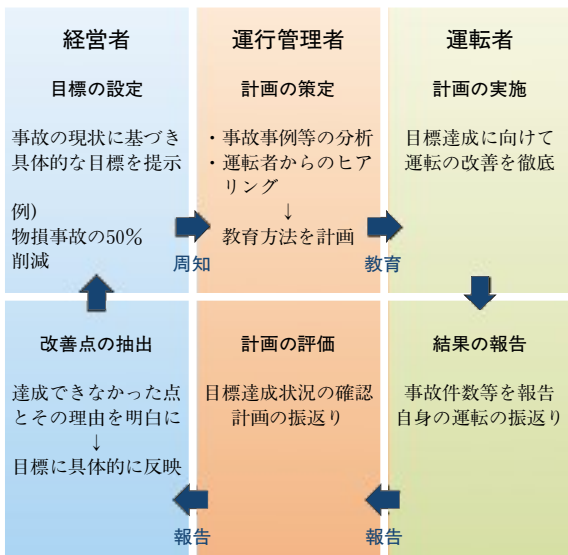 経営者
目標の設定
事故の現状に基づき
具体的な目標を提示
例)
物損事故の50%
削減
周知
運行管理者
計画の策定
・事故事例等の分析
・運転者からのヒア
リング
↓
教育方法を計画
教育
運転者
計画の実施
目標達成に向けて
運転の改善を徹底
結果の報告
事故件数等を報告
自身の運転の振返り
報告
計画の評価
目標達成状況の確認
計画の振返り
報告
改善点の抽出
達成できなかった点
とその理由を明白に
↓
目標に具体的に反映